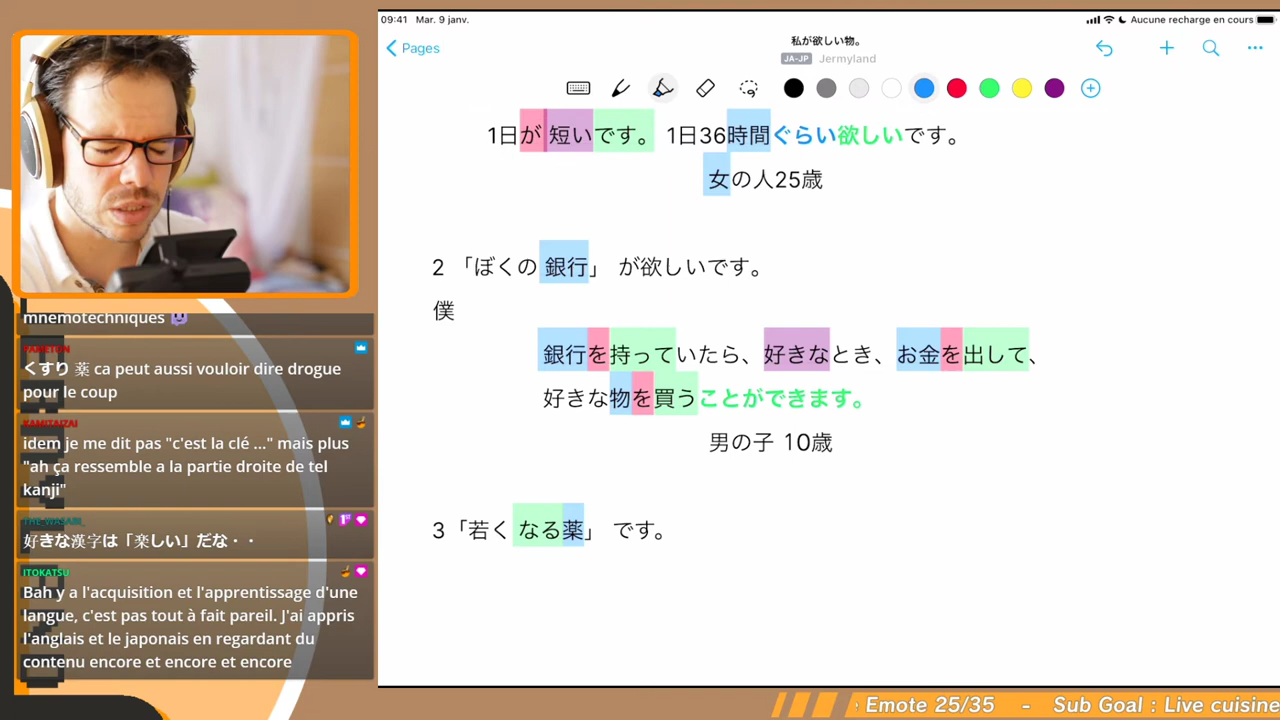 09:41 Mar. 9 janv.
Aucune recharge en cours
Pages
私が欲しい物。
JA-JP Jermyland
1日が短いです。 1日36時間ぐらい欲しいです。
女の人25歳
2 「ぼくの銀行」 が欲しいです。
僕
銀行を持っていたら、好きなとき、お金を出して、
好きな物を買うことができます。
男の子 10歳
3「若くなる薬」 です。
mnemotechniques
くすり 薬 ca peut aussi vouloir dire drogue
pour le coup
KAMITAIZAI
idem je me dit pas "c'est la clé ..." mais plus
"ah ça ressemble a la partie droite de tel
kanji"
THE_WASABI_
好きな漢字は「楽しい」だな・・
ITOKATSU
Bah y a l'acquisition et l'apprentissage d'une
langue, c'est pas tout à fait pareil. J'ai appris
l'anglais et le japonais en regardant du
contenu encore et encore et encore
Emote 25/35 - Sub Goal : Live cuisine